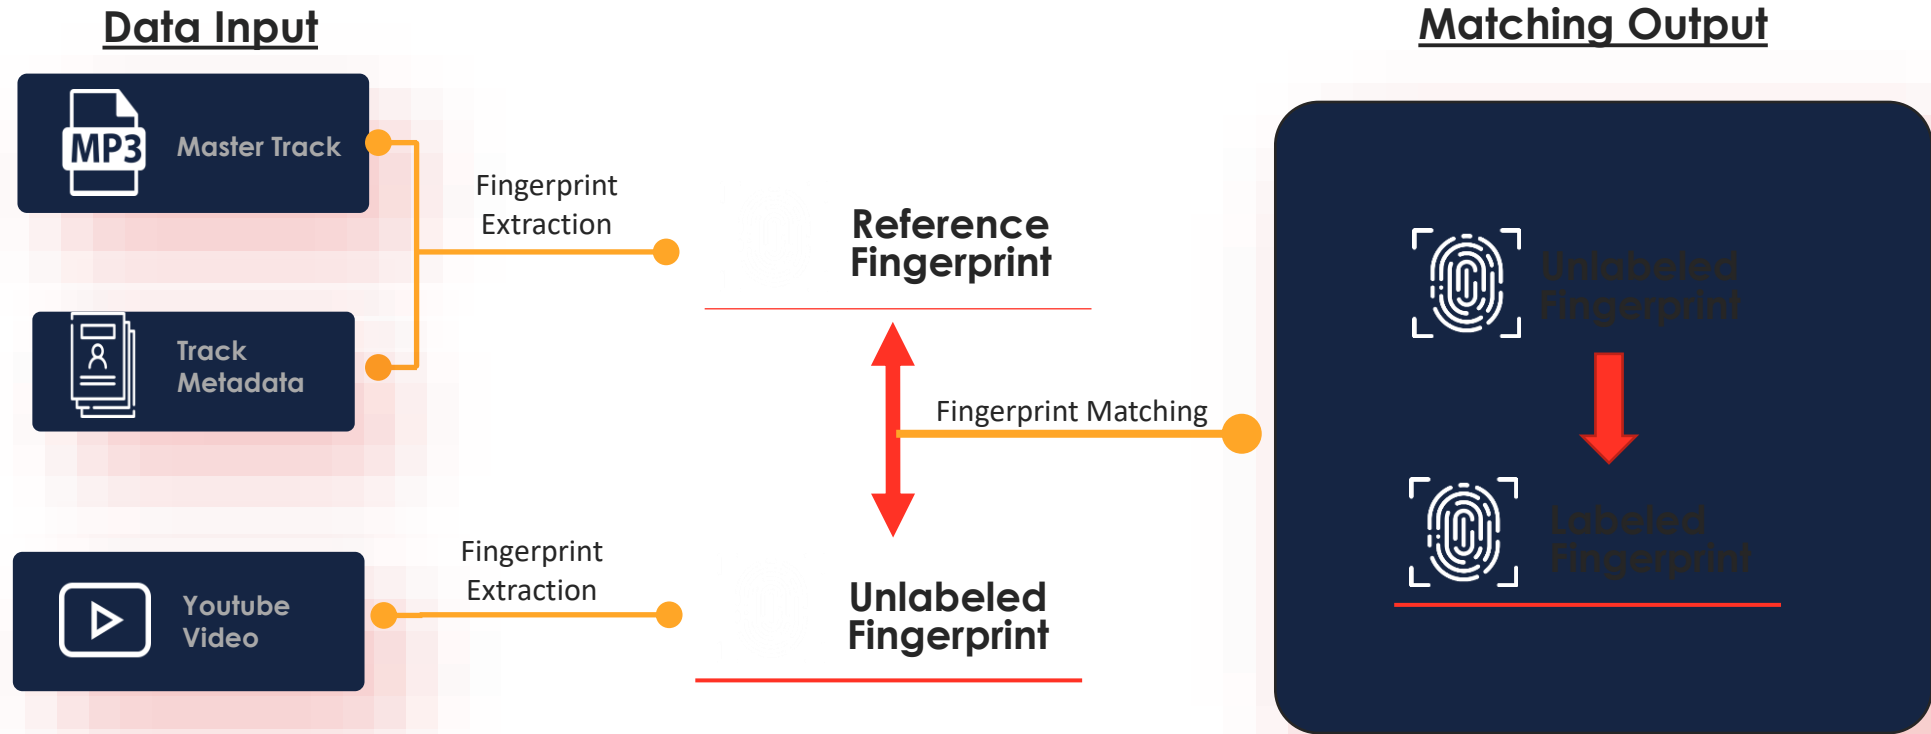 Data Input
Matching Output
MP3
Master Track
Fingerprint
Extraction
Reference
Fingerprint
Track
Metadata
Fingerprint Matching
Youtube
Video
Fingerprint
Extraction
Unlabeled
Fingerprint
Unlabeled
Fingerprint
Labeled
Fingerprint